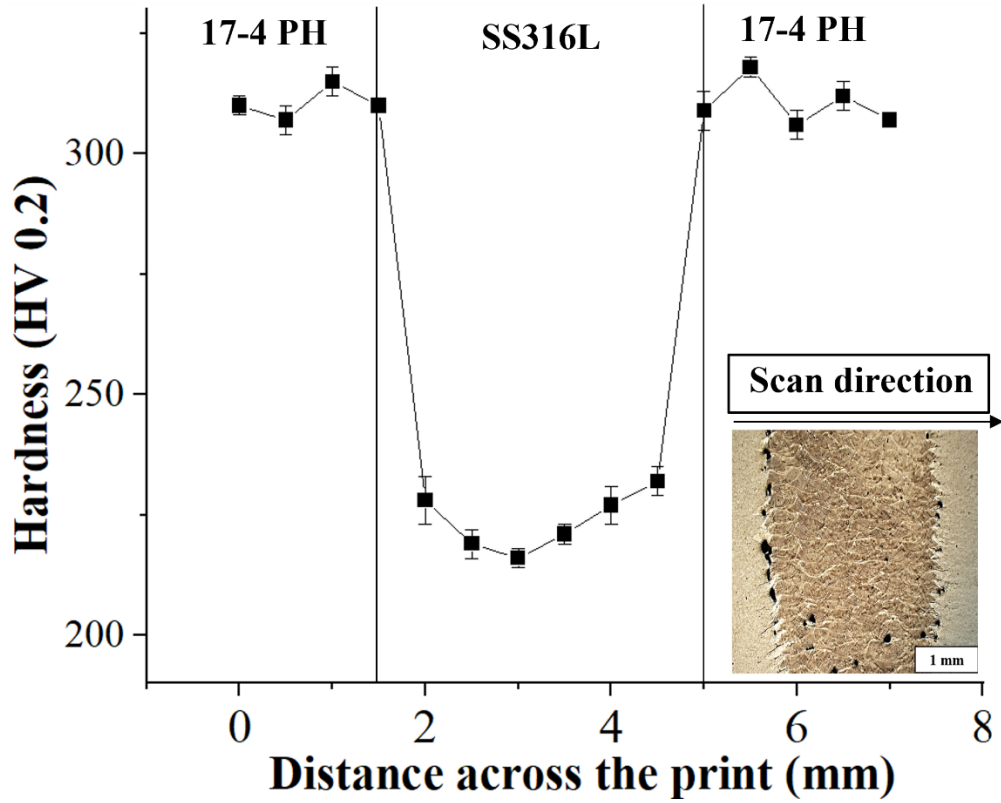 17-4 PH
SS316L
17-4 PH
300
250
200
Hardness (HV 0.2)
Scan direction
1 mm
0
2
4
6
8
Distance across the print (mm)